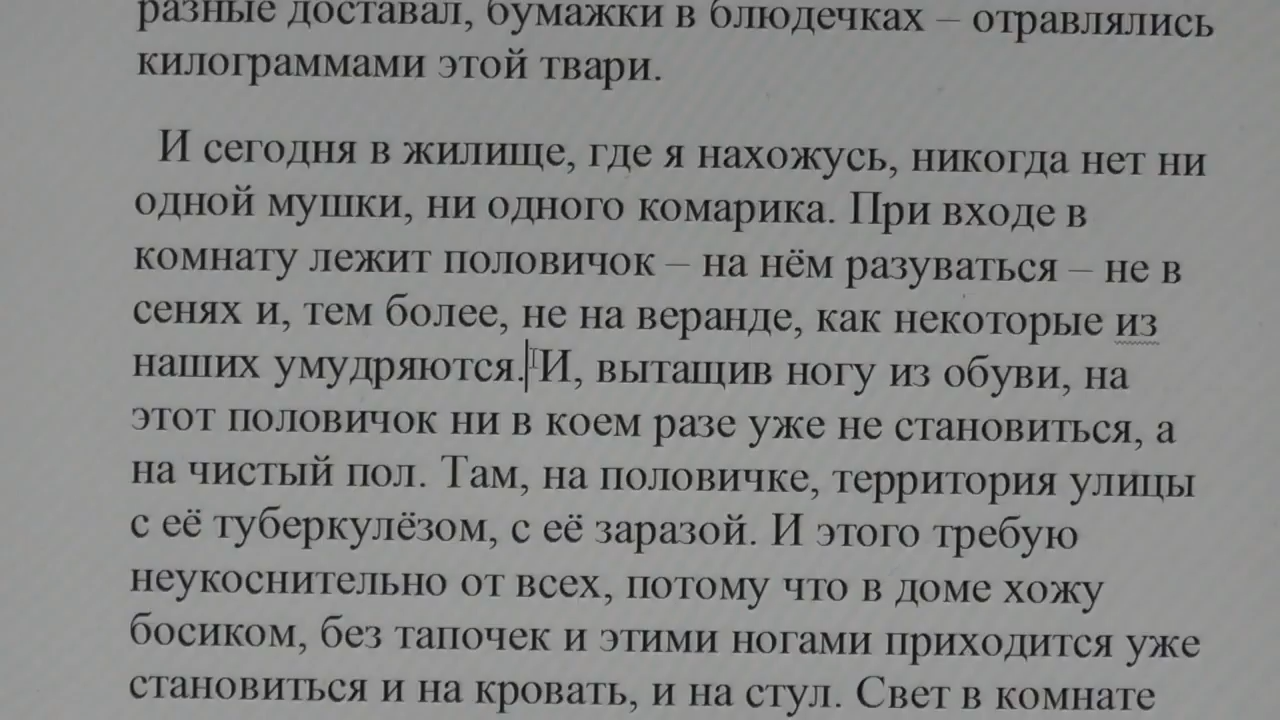 разные доставал, бумажки в блюдечках – отравлялись
килограммами этой твари.
И сегодня в жилище, где я нахожусь, никогда нет ни
одной мушки, ни одного комарика. При входе в
комнату лежит половичок – на нём разуваться – не в
сенях и, тем более, не на веранде, как некоторые из
наших умудряются. И, вытащив ногу из обуви, на
этот половичок ни в коем разе уже не становиться, а
на чистый пол. Там, на половичке, территория улицы
с её туберкулёзом, с её заразой. И этого требую
неукоснительно от всех, потому что в доме хожу
босиком, без тапочек и этими ногами приходится уже
становиться и на кровать, и на стул. Свет в комнате